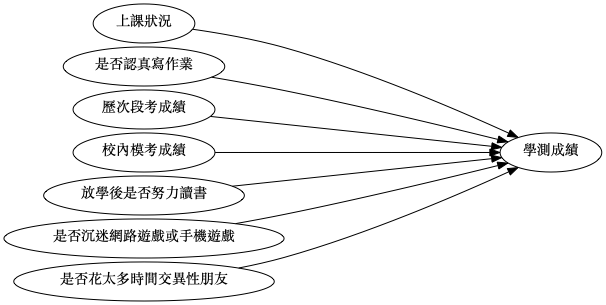 上課狀況
是否認真寫作業
歷次段考成績
校內模考成績
學測成績
放學後是否努力讀書
是否沉迷網路遊戲或手機遊戲
是否花太多時間交異性朋友